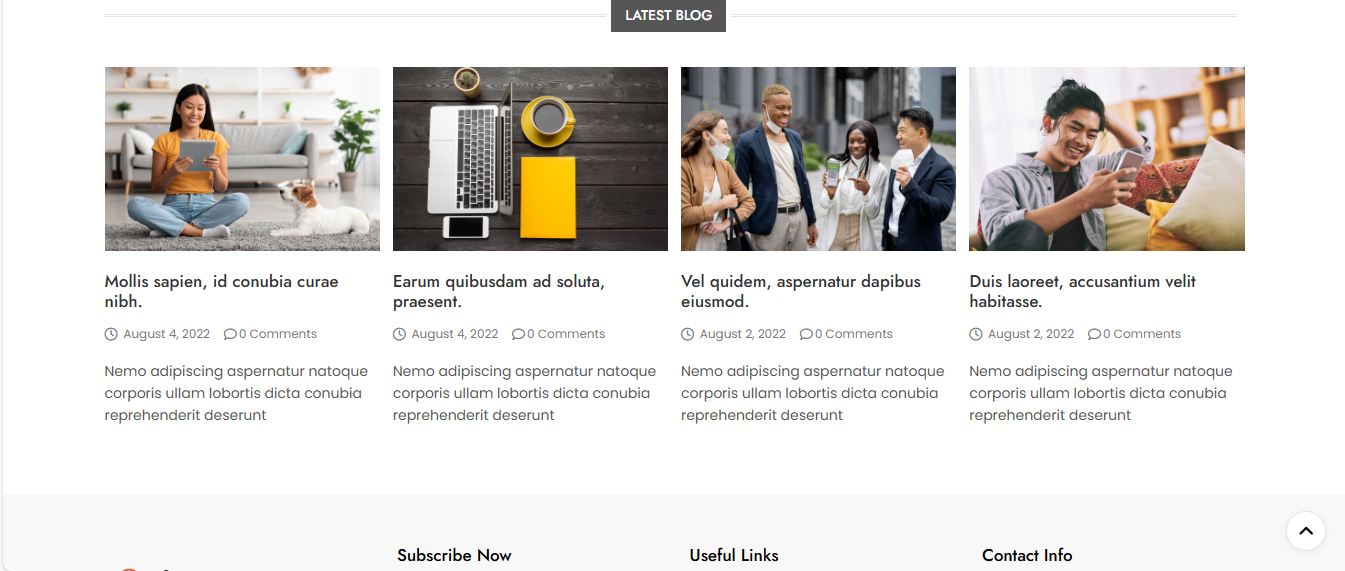 LATEST BLOG
Mollis sapien, id conubia curae
nibh.
August 4, 2022 0 Comments
Nemo adipiscing aspernatur natoque
corporis ullam lobortis dicta conubia
reprehenderit deserunt
Earum quibusdam ad soluta,
praesent.
August 4, 2022 0 Comments
Nemo adipiscing aspernatur natoque
corporis ullam lobortis dicta conubia
reprehenderit deserunt
Vel quidem, aspernatur dapibus
eiusmod.
August 2, 2022 0 Comments
Nemo adipiscing aspernatur natoque
corporis ullam lobortis dicta conubia
reprehenderit deserunt
Duis laoreet, accusantium velit
habitasse.
August 2, 2022 0 Comments
Nemo adipiscing aspernatur natoque
corporis ullam lobortis dicta conubia
reprehenderit deserunt
Subscribe Now
Useful Links
Contact Info